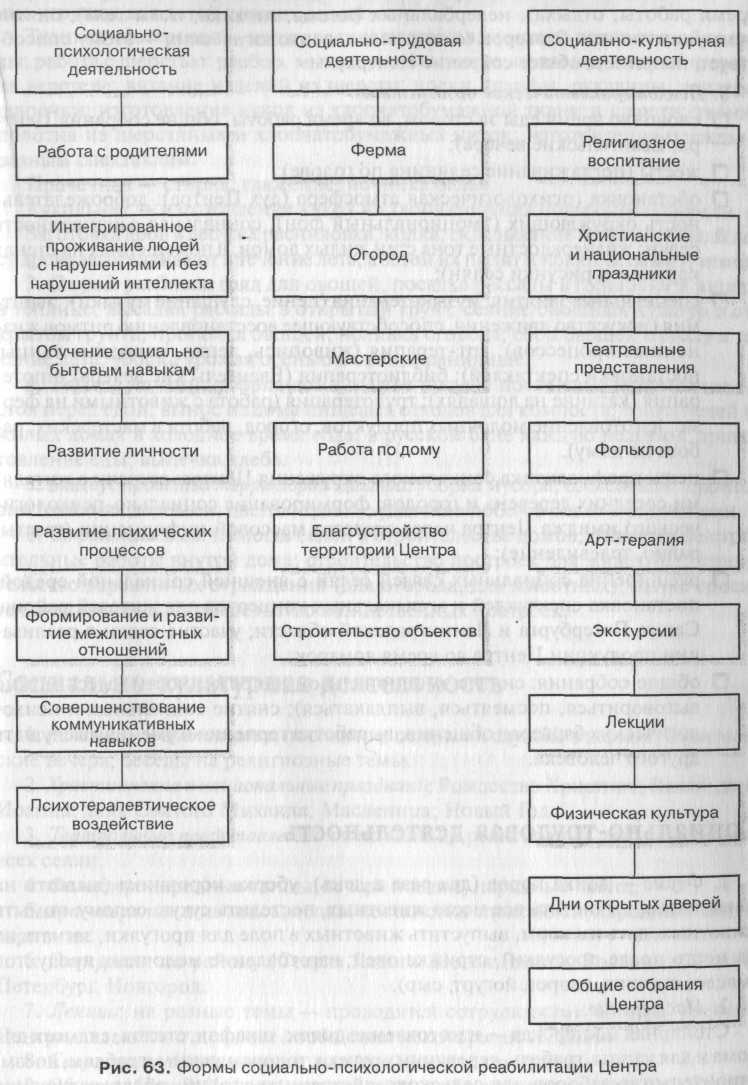 Социально-
психологическая
деятельность
Социально-трудовая
деятельность
Социально-культурная
деятельность
Работа с родителями
Ферма
Религиозное
воспитание
Интегрированное
проживание людей
с нарушениями и без
нарушений интеллекта
Огород
Христианские
и национальные
праздники
Обучение социально-
бытовым навыкам
Мастерские
Театральные
представления
Развитие личности
Работа по дому
Фольклор
Развитие психических
процессов
Благоустройство
территории Центра
Арт-терапия
Формирование и разви-
тие межличностных
отношений
Строительство объектов
Экскурсии
Совершенствование
коммуникативных
навыков
Лекции
Психотерапевтическое
воздействие
Физическая культура
Дни открытых дверей
Общие собрания
Центра
Рис. 63. Формы социально-психологической реабилитации Центра